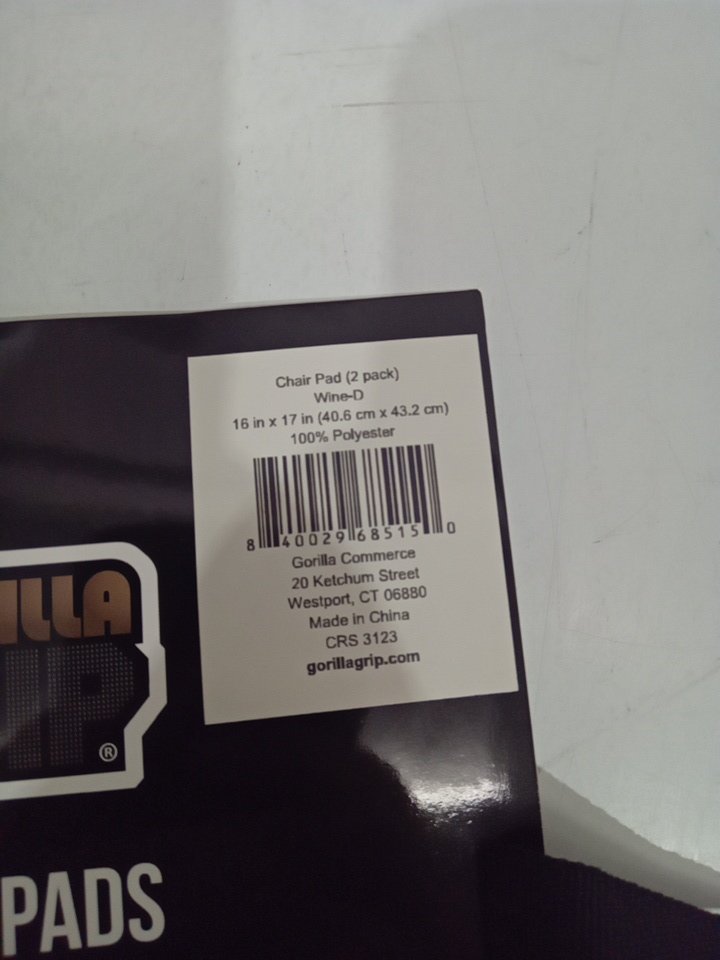 Chair Pad (2 pack)
Wine-D
16 in x 17 in (40.6 cm x 43.2 cm)
100% Polyester
8 40029 68515 0
Gorilla Commerce
20 Ketchum Street
Westport, CT 06880
Made in China
CRS 3123
gorillagrip.com
ILLA
IP®
PADS